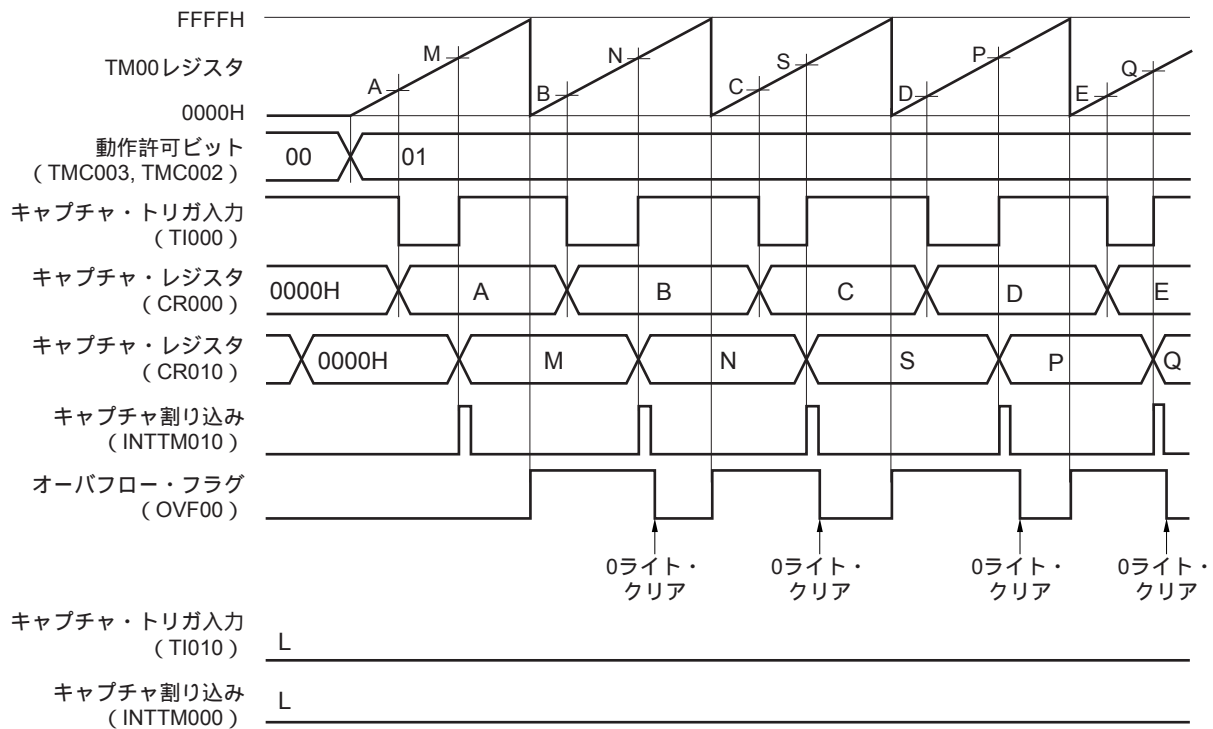 FFFFH
TM00レジスタ
0000H
A
M
B
N
C
S
D
P
E
Q
動作許可ビット
（TMC003, TMC002）
00
01
キャプチャ・トリガ入力
（TI000）
キャプチャ・レジスタ
（CR000）
0000H
A
B
C
D
E
キャプチャ・レジスタ
（CR010）
0000H
M
N
S
P
Q
キャプチャ割り込み
（INTTM010）
オーバフロー・フラグ
（OVF00）
0ライト・
クリア
0ライト・
クリア
0ライト・
クリア
0ライト・
クリア
キャプチャ・トリガ入力
（TI010）
L
キャプチャ割り込み
（INTTM000）
L